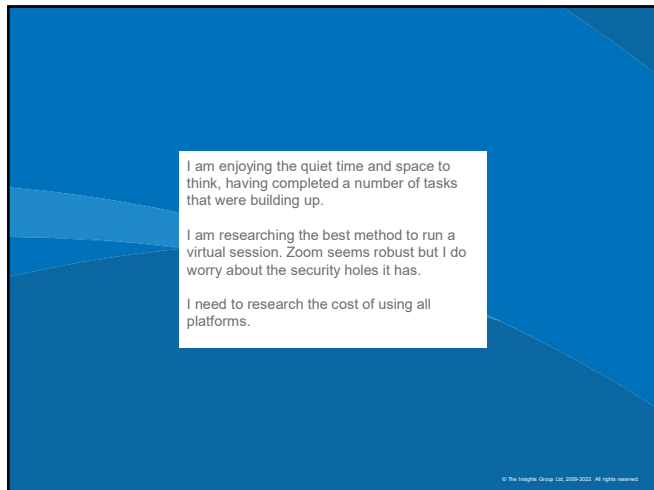 I am enjoying the quiet time and space to
think, having completed a number of tasks
that were building up.
I am researching the best method to run a
virtual session. Zoom seems robust but I do
worry about the security holes it has.
I need to research the cost of using all
platforms.
© The Insights Group Ltd, 2009-2022. All rights reserved.